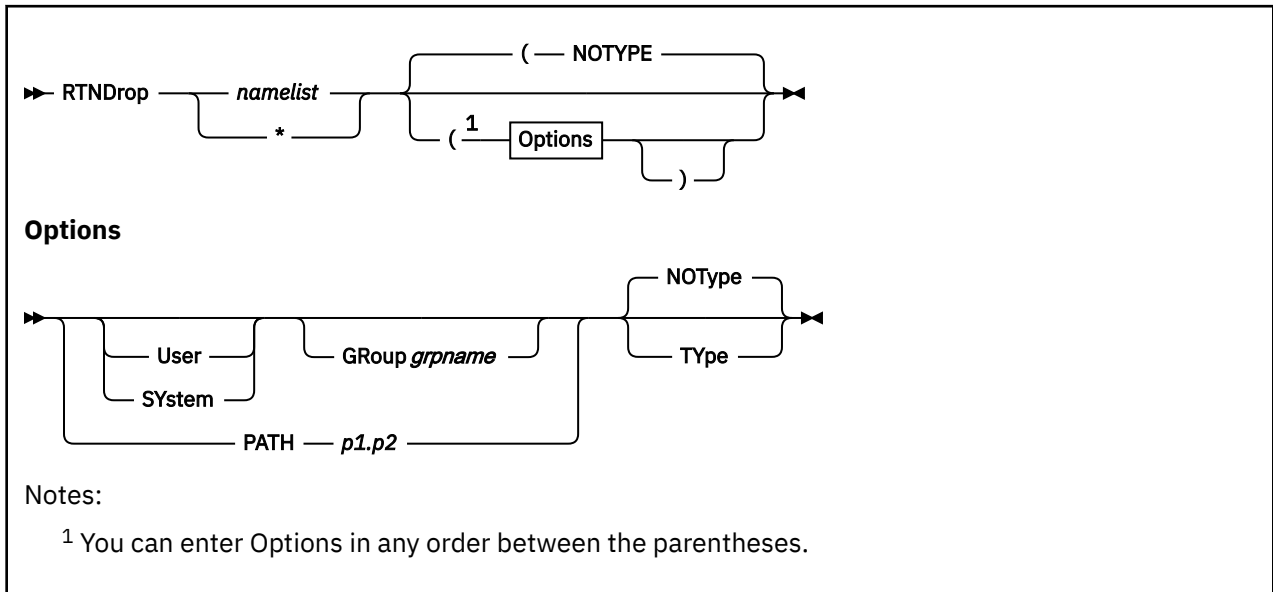 ( NOTYPE
RTNDrop namelist
*
( 1 Options
)
Options
NOType
User GRoup grpname TYpe
SYstem
PATH p1.p2
Notes:
1 You can enter Options in any order between the parentheses.